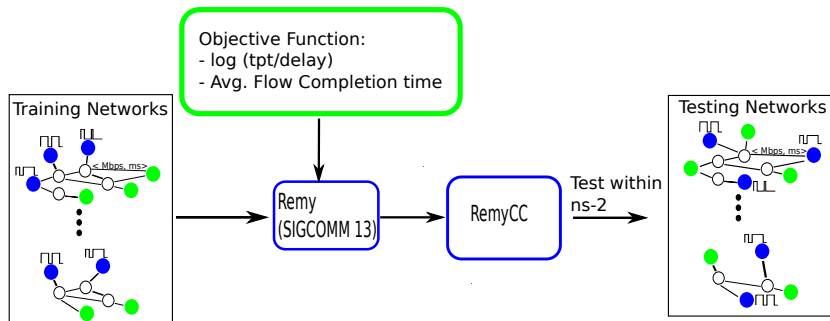 Objective Function:
- log (tpt/delay)
- Avg. Flow Completion time
Training Networks
< Mbps, ms>
Remy
(SIGCOMM 13)
RemyCC
Test within
ns-2
Testing Networks
< Mbps, ms>